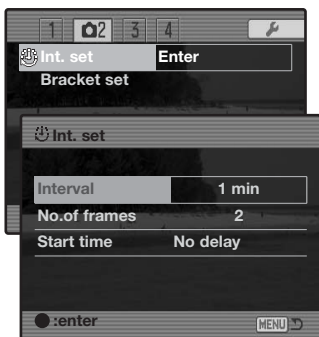 1 2 3 4
Int. set Enter
Bracket set
Int. set
Interval 1 min
No.of frames 2
Start time No delay
:enter MENU